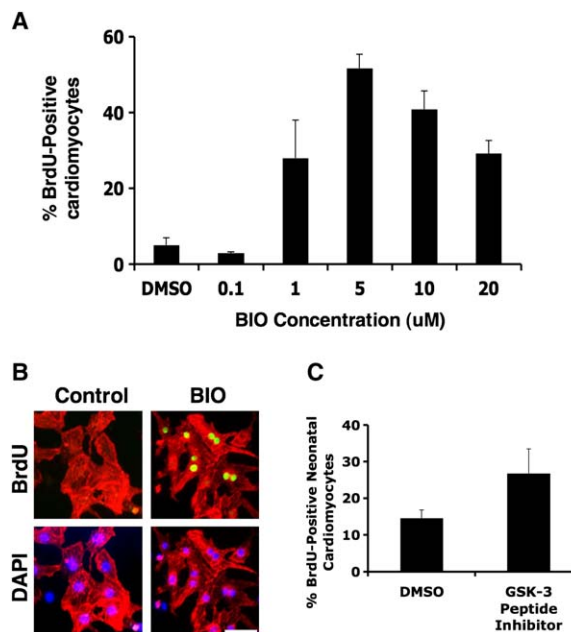 A
% BrdU-Positive
cardiomyocytes
60
40
20
0
DMSO 0.1 1 5 10 20
BIO Concentration (uM)
B
Control BIO
BrdU
DAPI
C
% BrdU-Positive Neonatal
Cardiomyocytes
40
30
20
10
0
DMSO GSK-3
Peptide
Inhibitor